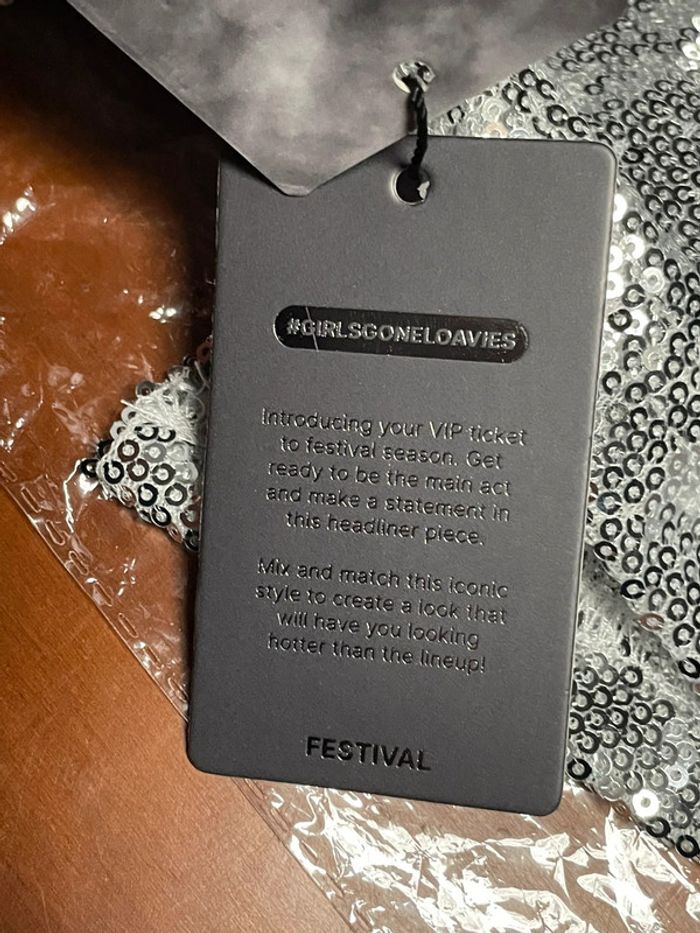 #GIRLSGONELOAVIES
Introducing your VIP ticket
to festival season. Get
ready to be the main act
and make a statement in
this headliner piece.
Mix and match this iconic
style to create a look that
will have you looking
hotter than the lineup!
FESTIVAL